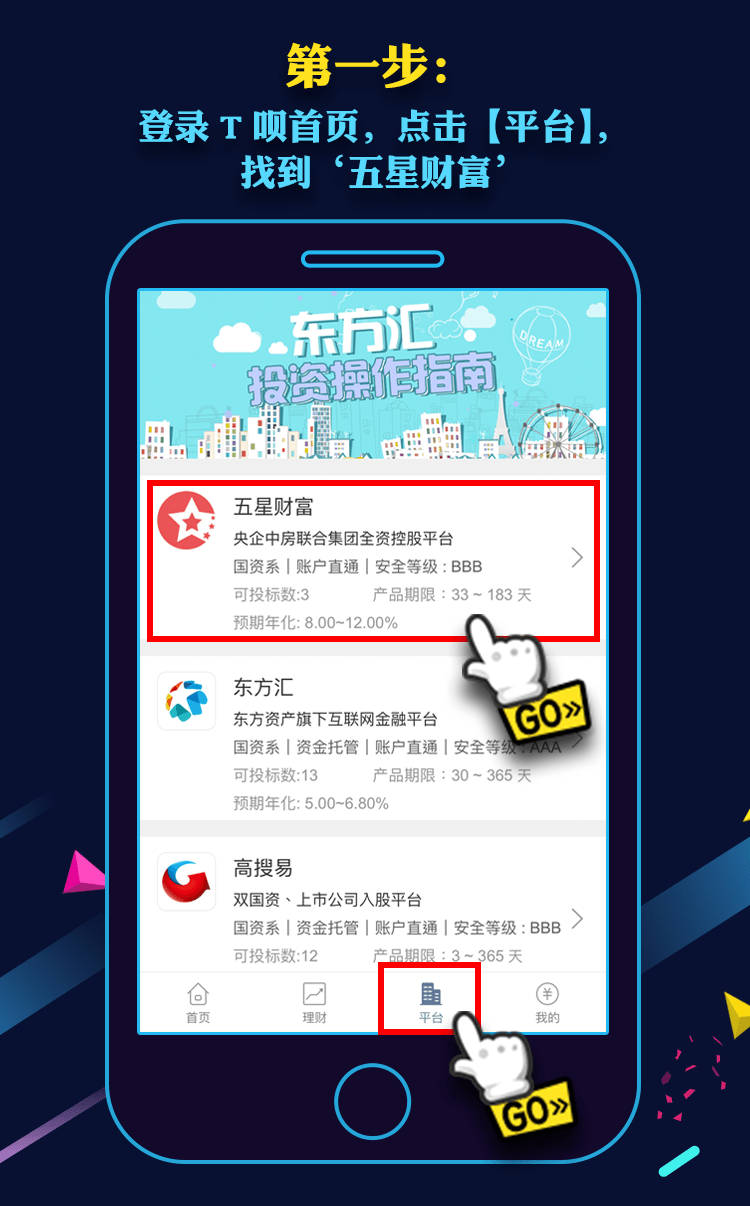 第一步：
登录 T 呗首页，点击【平台】，
找到‘五星财富’
东方汇
投资操作指南
DREAM
五星财富
央企中房联合集团全资控股平台
国资系｜账户直通｜安全等级 : BBB
可投标数:3 产品期限：33 ~ 183 天
预期年化: 8.00~12.00%
GO»
东方汇
东方资产旗下互联网金融平台
国资系｜资金托管｜账户直通｜安全等级 : AAA
可投标数:13 产品期限：30 ~ 365 天
预期年化: 5.00~6.80%
高搜易
双国资、上市公司入股平台
国资系｜资金托管｜账户直通｜安全等级 : BBB
可投标数:12 产品期限：3 ~ 365 天
首页 理财 平台 我的
GO»